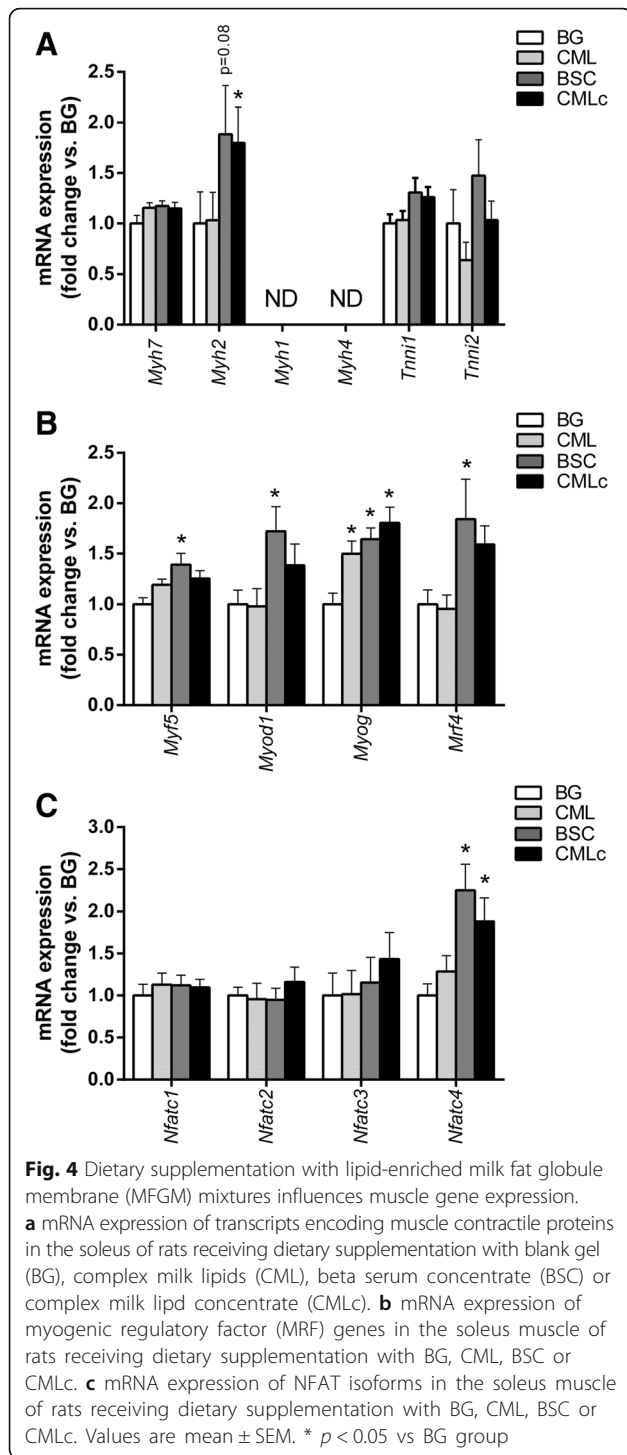 A
mRNA expression
(fold change vs. BG)
2.5
2.0
1.5
1.0
0.5
0.0
p=0.08
*
ND
ND
BG
CML
BSC
CMLc
Myh7
Myh2
Myh1
Myh4
Tnni1
Tnni2
B
mRNA expression
(fold change vs. BG)
2.5
2.0
1.5
1.0
0.5
0.0
*
*
*
*
*
*
BG
CML
BSC
CMLc
Myf5
Myod1
Myog
Mrf4
C
mRNA expression
(fold change vs. BG)
3.0
2.5
2.0
1.5
1.0
0.5
0.0
*
*
BG
CML
BSC
CMLc
Nfatc1
Nfatc2
Nfatc3
Nfatc4
Fig. 4 Dietary supplementation with lipid-enriched milk fat globule
membrane (MFGM) mixtures influences muscle gene expression.
a mRNA expression of transcripts encoding muscle contractile proteins
in the soleus of rats receiving dietary supplementation with blank gel
(BG), complex milk lipids (CML), beta serum concentrate (BSC) or
complex milk lipd concentrate (CMLc). b mRNA expression of
myogenic regulatory factor (MRF) genes in the soleus muscle of
rats receiving dietary supplementation with BG, CML, BSC or
CMLc. c mRNA expression of NFAT isoforms in the soleus muscle
of rats receiving dietary supplementation with BG, CML, BSC or
CMLc. Values are mean ± SEM. * p < 0.05 vs BG group